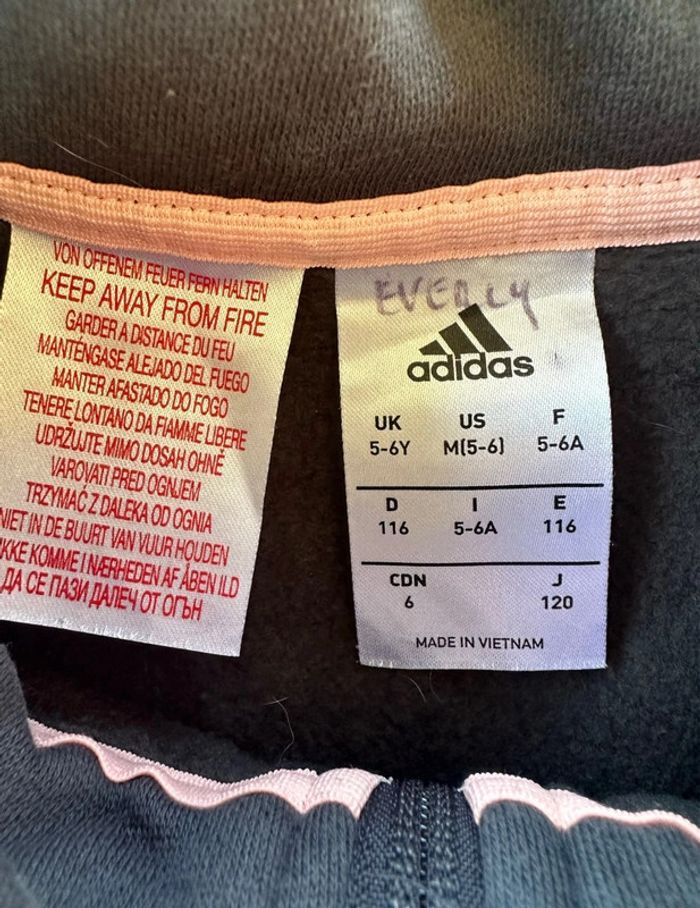 VON OFFENEM FEUER FERN HALTEN
KEEP AWAY FROM FIRE
GARDER A DISTANCE DU FEU
MANTÉNGASE ALEJADO DEL FUEGO
MANTER AFASTADO DO FOGO
TENERE LONTANO DA FIAMME LIBERE
UDRŽUJTE MIMO DOSAH OHNĚ
VAROVATI PRED OGNJEM
TRZYMAĆ Z DALEKA OD OGNIA
NIET IN DE BUURT VAN VUUR HOUDEN
KKE KOMME I NÆRHEDEN AF ÅBEN ILD
ДА СЕ ПАЗИ ДАЛЕЧ ОТ ОГЪН
EVERLY
adidas
UK US F
5-6Y M(5-6) 5-6A
D I E
116 5-6A 116
CDN J
6 120
MADE IN VIETNAM